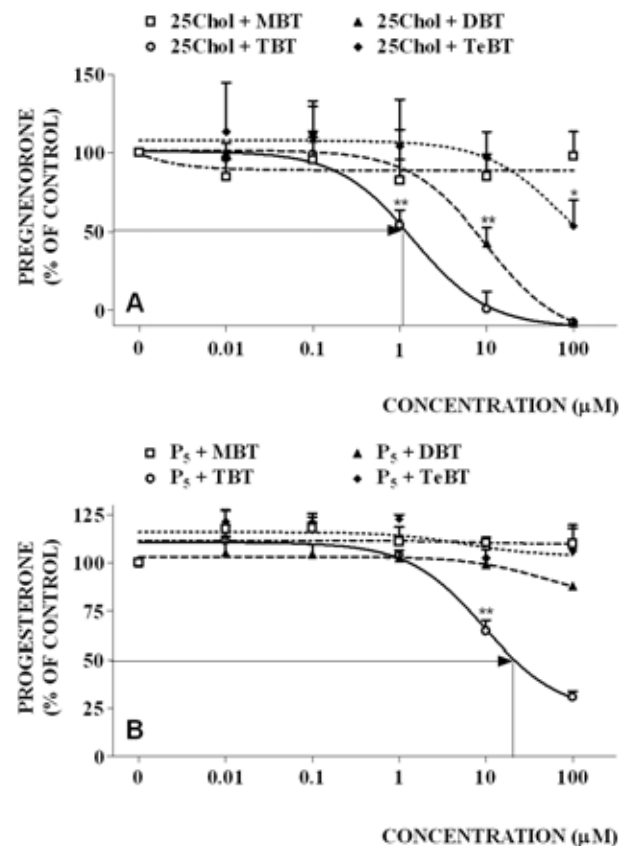 25Chol + MBT 25Chol + DBT
25Chol + TBT 25Chol + TeBT
PREGNENORONE
(% OF CONTROL)
150
100
50
0
**
**
*
A
0 0.01 0.1 1 10 100
CONCENTRATION (μM)
P₅ + MBT P₅ + DBT
P₅ + TBT P₅ + TeBT
PROGESTERONE
(% OF CONTROL)
125
100
75
50
25
0
**
B
0 0.01 0.1 1 10 100
CONCENTRATION (μM)